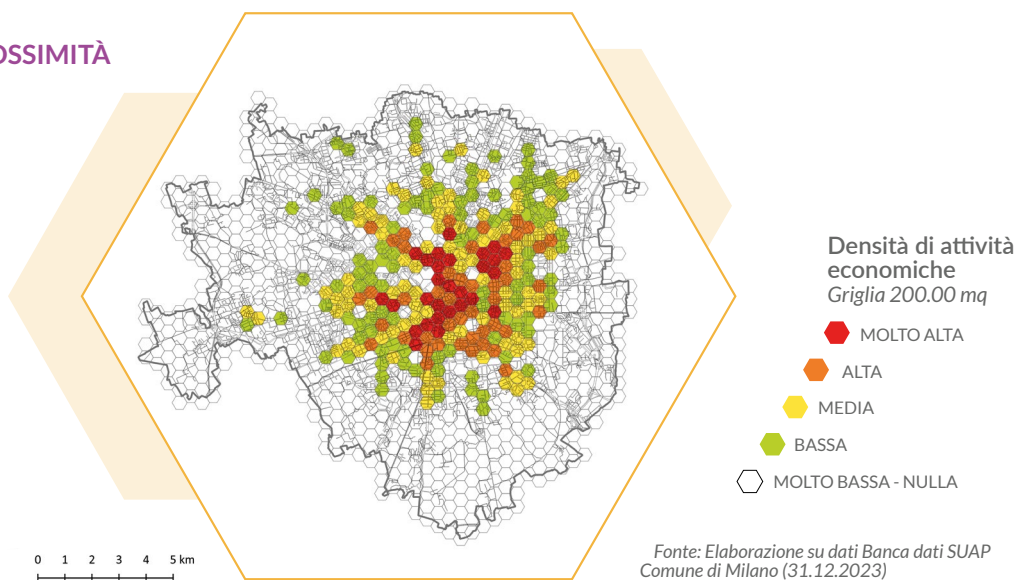 OSSIMITÀ
Densità di attività
economiche
Griglia 200.00 mq
MOLTO ALTA
ALTA
MEDIA
BASSA
MOLTO BASSA - NULLA
0 1 2 3 4 5 km
Fonte: Elaborazione su dati Banca dati SUAP
Comune di Milano (31.12.2023)